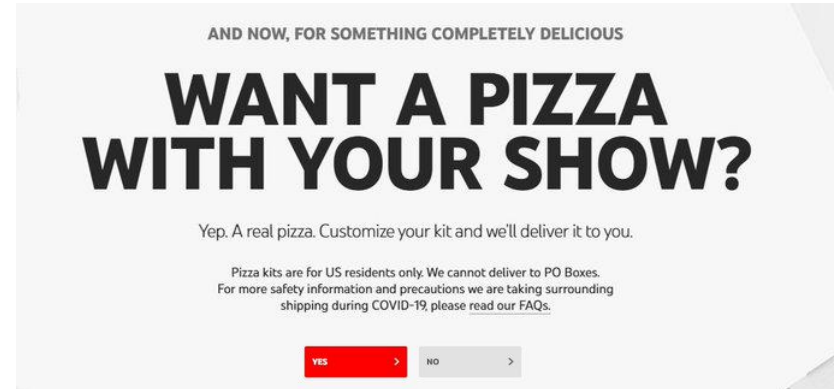 AND NOW, FOR SOMETHING COMPLETELY DELICIOUS
WANT A PIZZA
WITH YOUR SHOW?
Yep. A real pizza. Customize your kit and we'll deliver it to you.
Pizza kits are for US residents only. We cannot deliver to PO Boxes.
For more safety information and precautions we are taking surrounding
shipping during COVID-19, please read our FAQs.
YES >
NO >